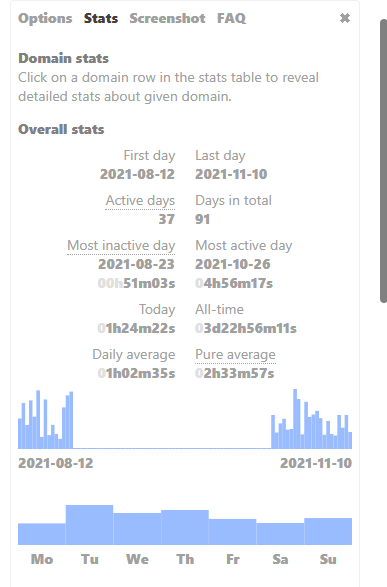 Options Stats Screenshot FAQ ✖
Domain stats
Click on a domain row in the stats table to reveal
detailed stats about given domain.
Overall stats
First day Last day
2021-08-12 2021-11-10
Active days Days in total
37 91
Most inactive day Most active day
2021-08-23 2021-10-26
00h51m03s 04h56m17s
Today All-time
01h24m22s 03d22h56m11s
Daily average Pure average
01h02m35s 02h33m57s
2021-08-12 2021-11-10
Mo Tu We Th Fr Sa Su